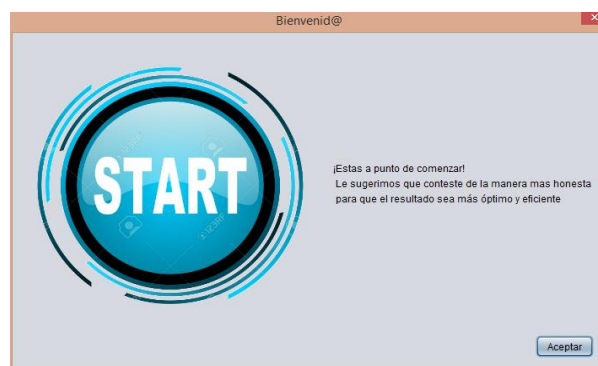 Bienvenid@
START
¡Estas a punto de comenzar!
Le sugerimos que conteste de la manera mas honesta
para que el resultado sea más óptimo y eficiente
Aceptar